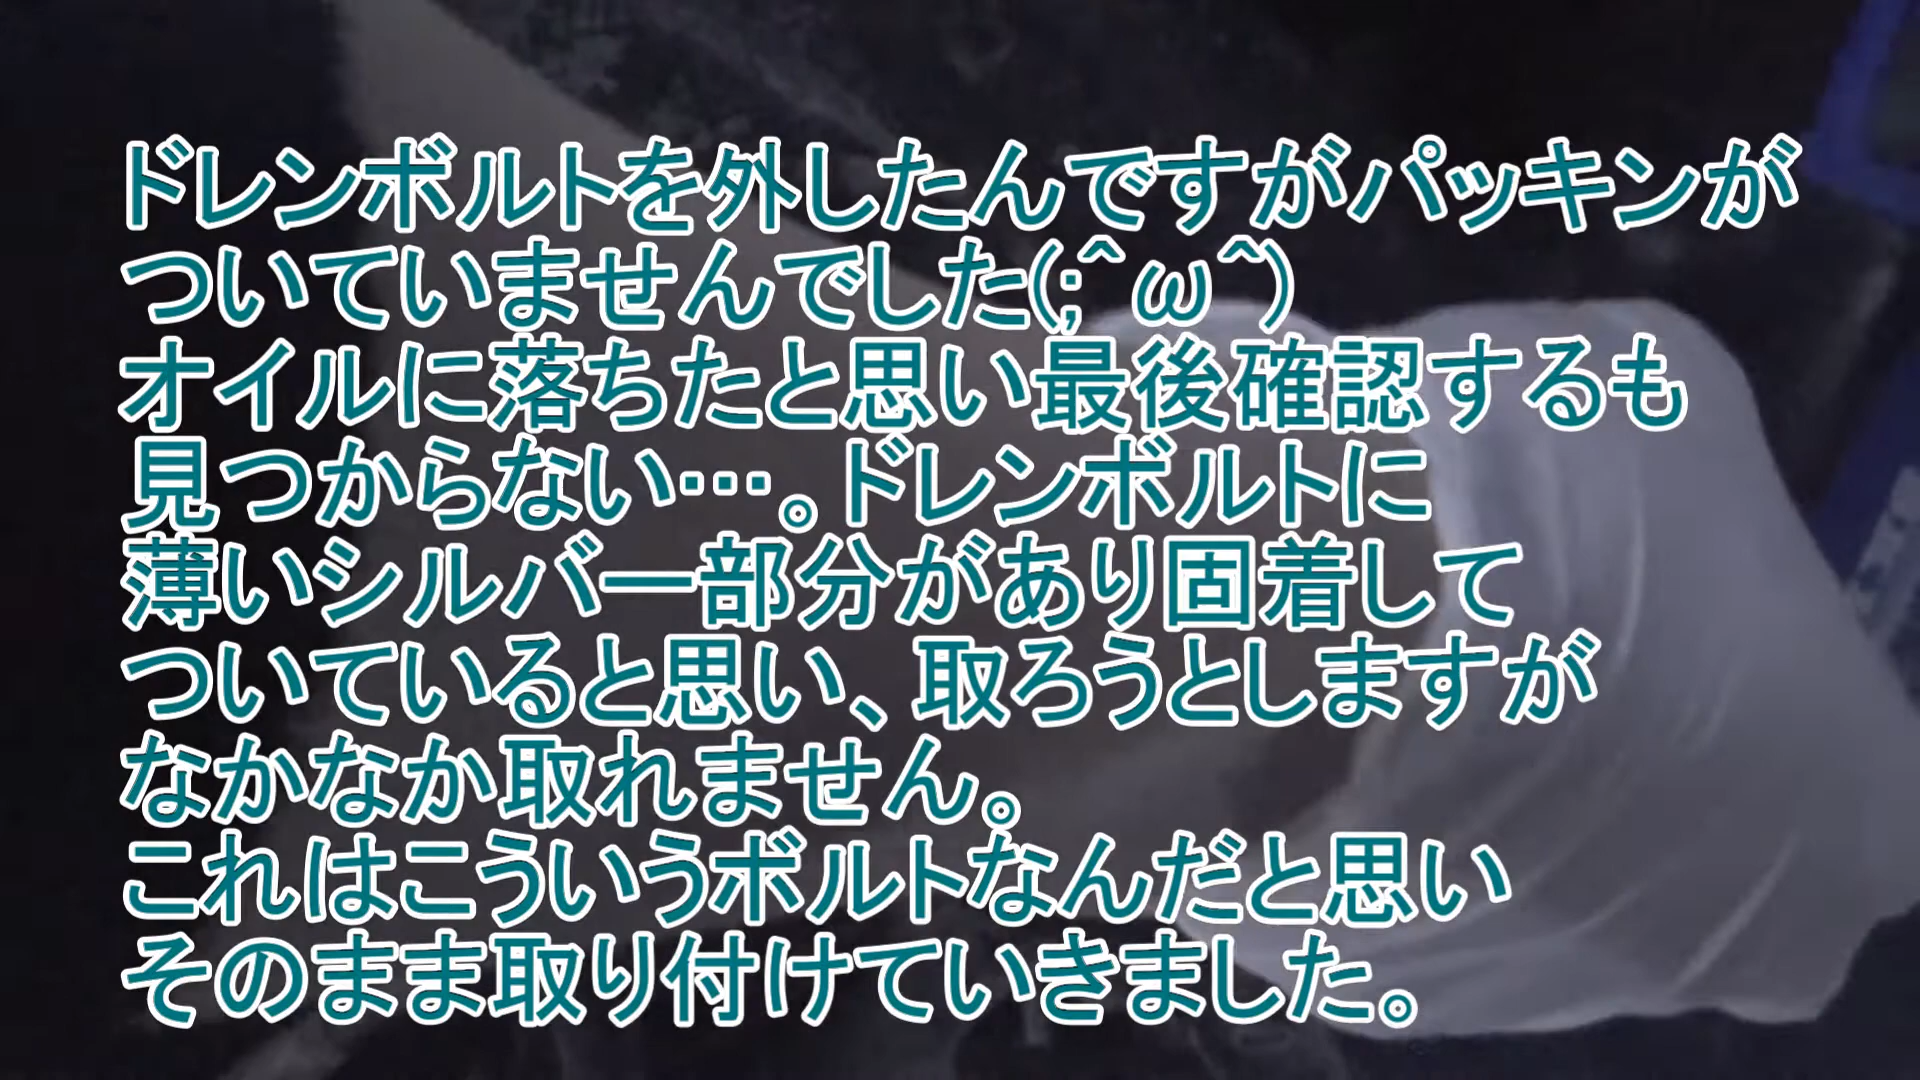 ドレンボルトを外したんですがパッキンが
ついていませんでした(;^ω^)
オイルに落ちたと思い最後確認するも
見つからない…。ドレンボルトに
薄いシルバー部分があり固着して
ついていると思い、取ろうとしますが
なかなか取れません。
これはこういうボルトなんだと思い
そのまま取り付けていきました。